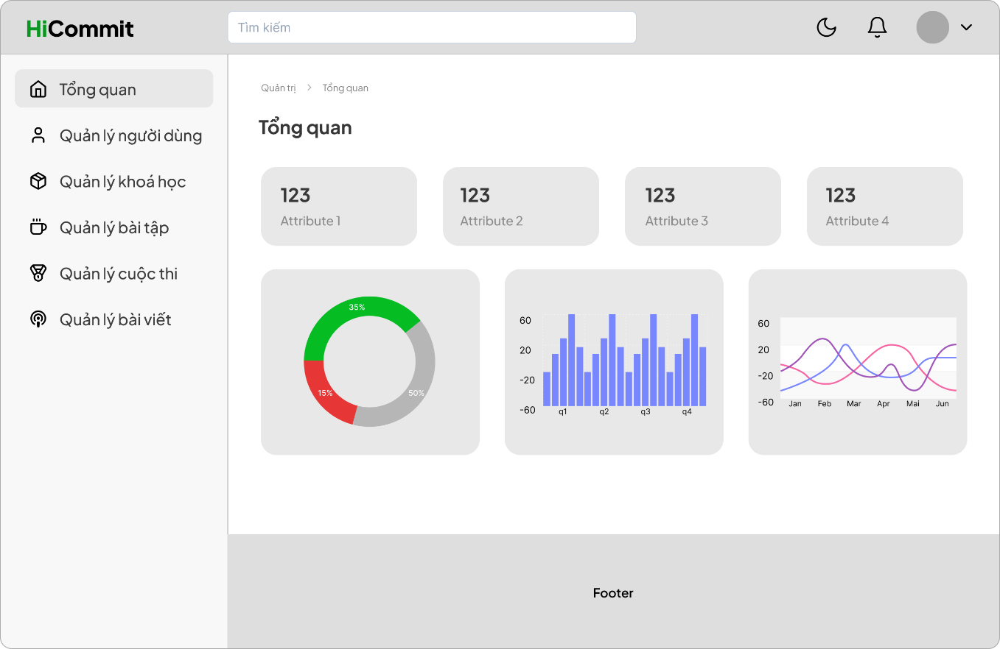 HiCommit
Tìm kiếm
Tổng quan
Quản lý người dùng
Quản lý khoá học
Quản lý bài tập
Quản lý cuộc thi
Quản lý bài viết
Quản trị > Tổng quan
Tổng quan
123
Attribute 1
123
Attribute 2
123
Attribute 3
123
Attribute 4
35%
15%
50%
60
20
-20
-60
q1 q2 q3 q4
60
20
-20
-60
Jan Feb Mar Apr Mai Jun
Footer